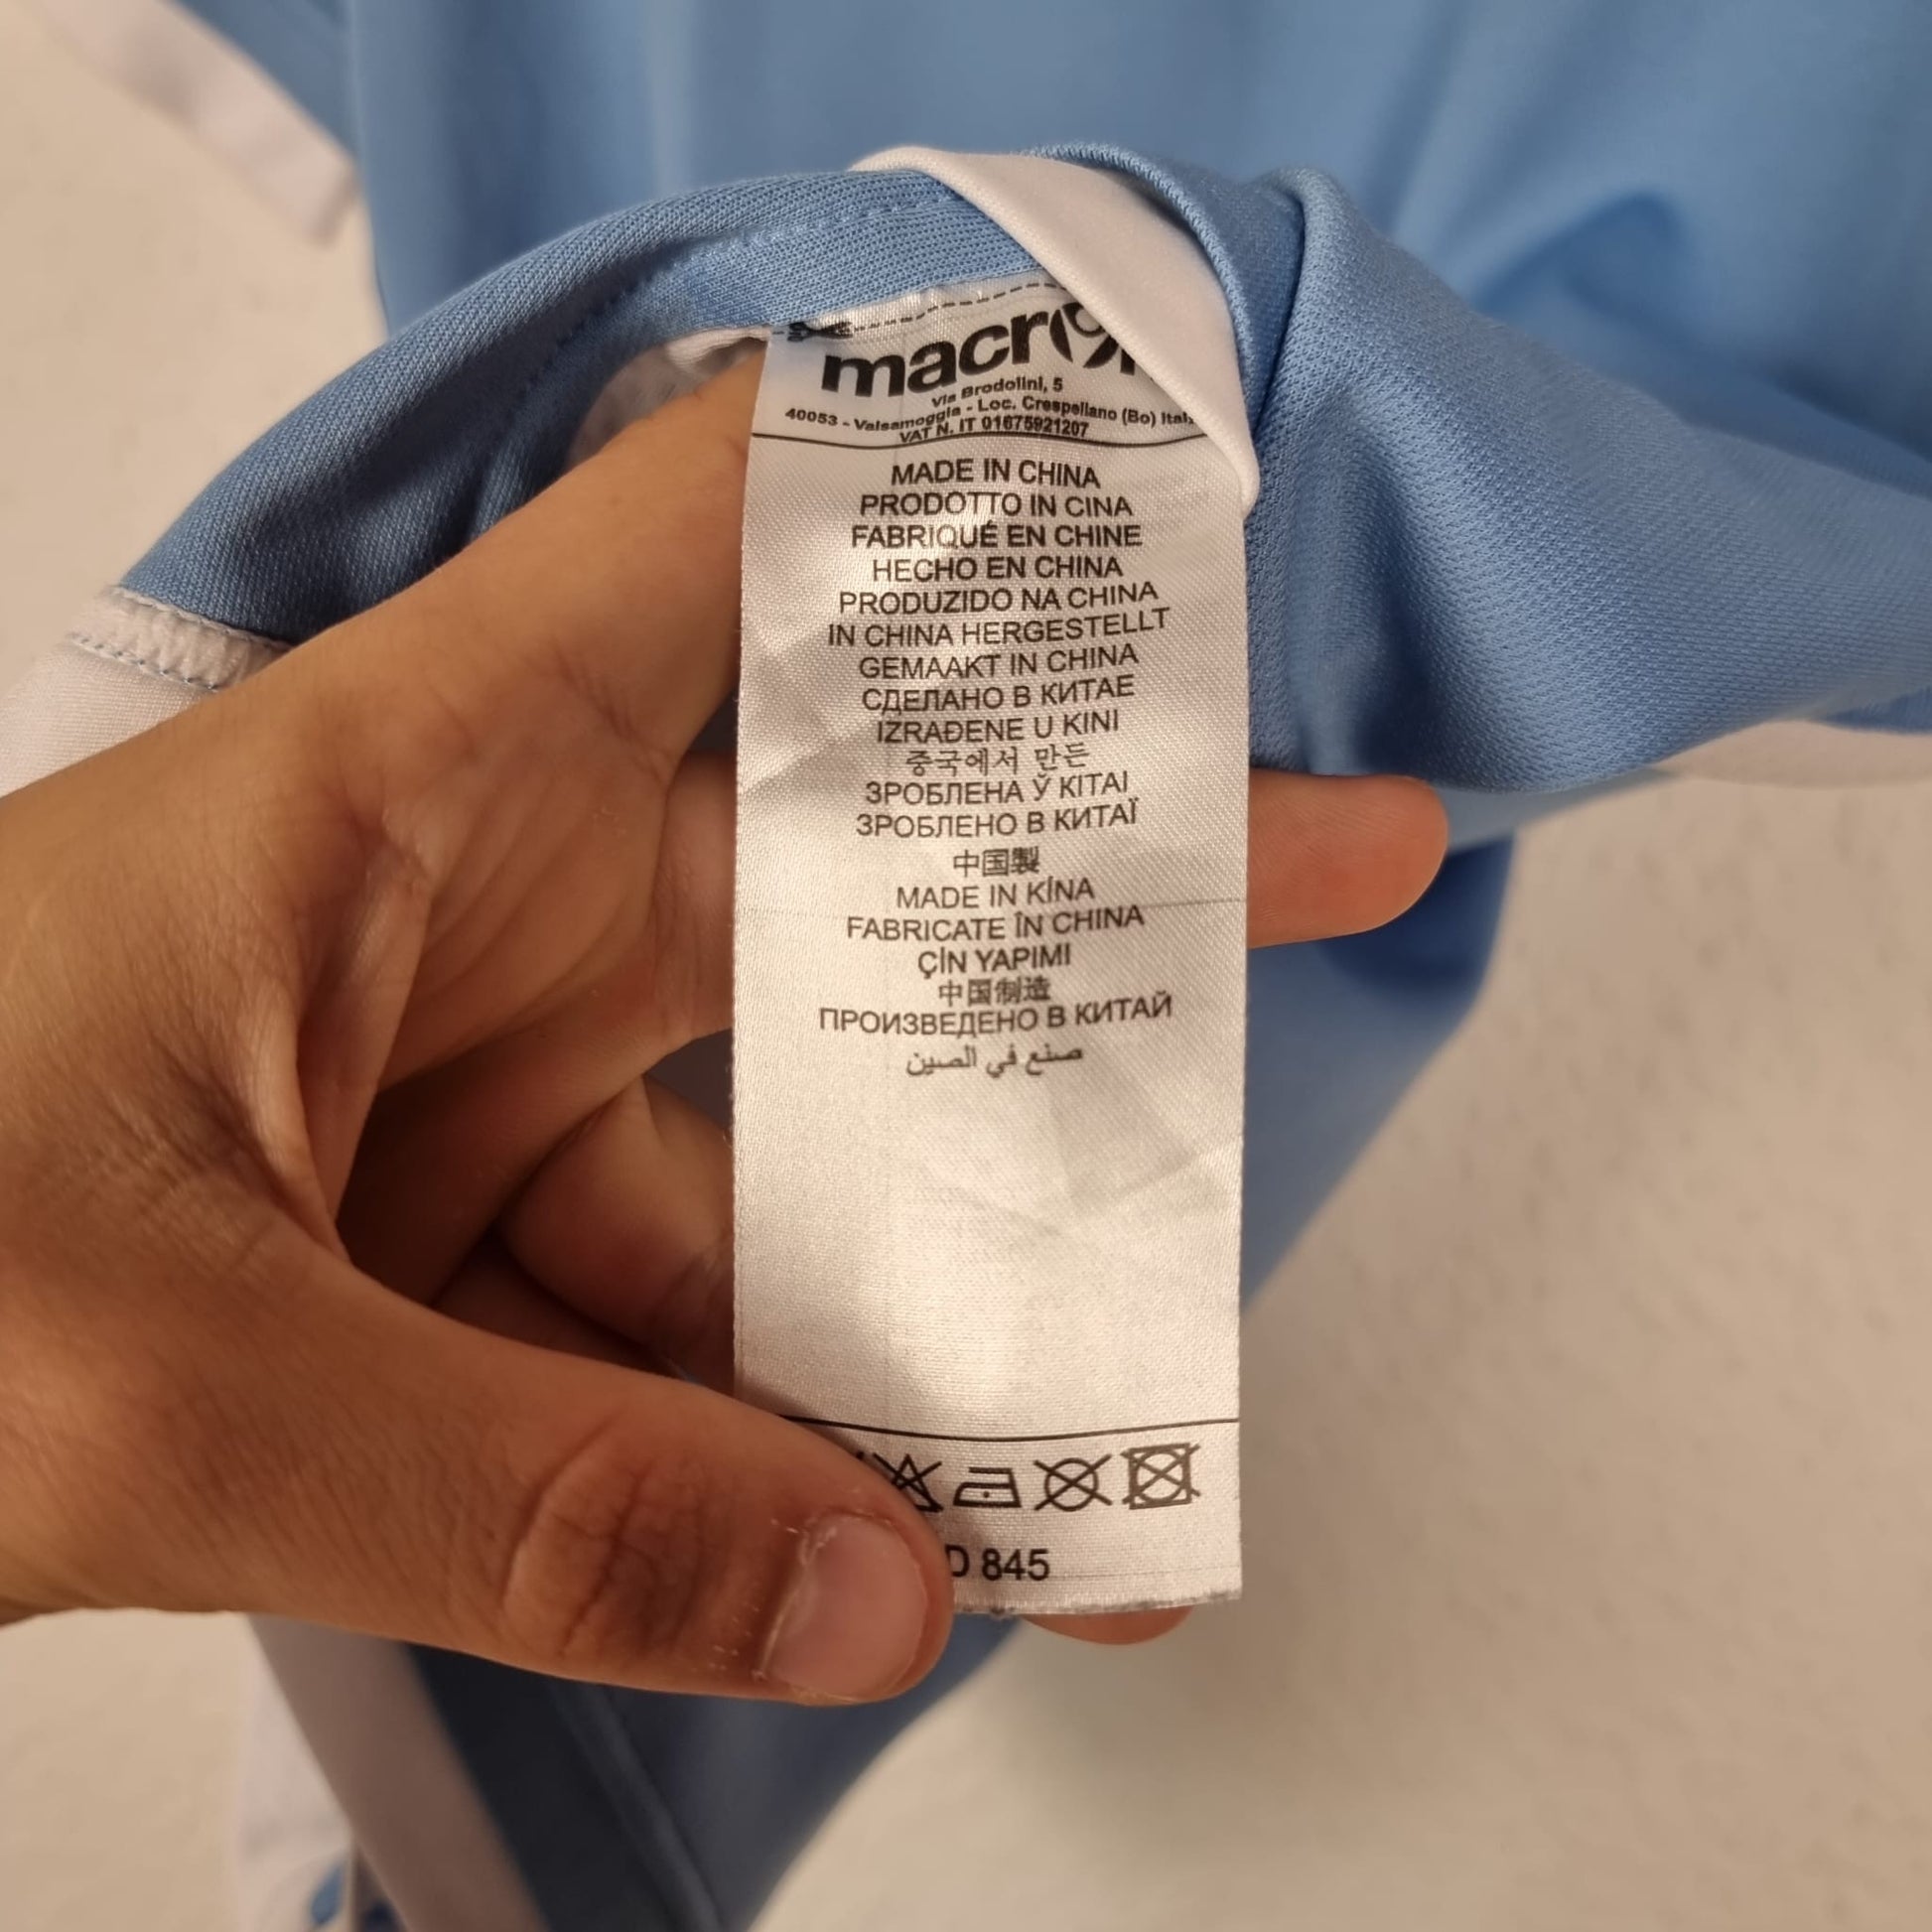 macron
Via Brodolini, 5
40053 - Valsamoggia - Loc. Crespellano (Bo) Italy
VAT N. IT 01675921207
MADE IN CHINA
PRODOTTO IN CINA
FABRIQUÉ EN CHINE
HECHO EN CHINA
PRODUZIDO NA CHINA
IN CHINA HERGESTELLT
GEMAAKT IN CHINA
СДЕЛАНО В КИТАЕ
IZRAĐENE U KINI
중국에서 만든
ЗРОБЛЕНА Ў КІТАІ
ЗРОБЛЕНО В КИТАЇ
中国製
MADE IN KÍNA
FABRICATE ÎN CHINA
ÇİN YAPIMI
中国制造
ПРОИЗВЕДЕНО В КИТАЙ
صنع في الصين
D 845